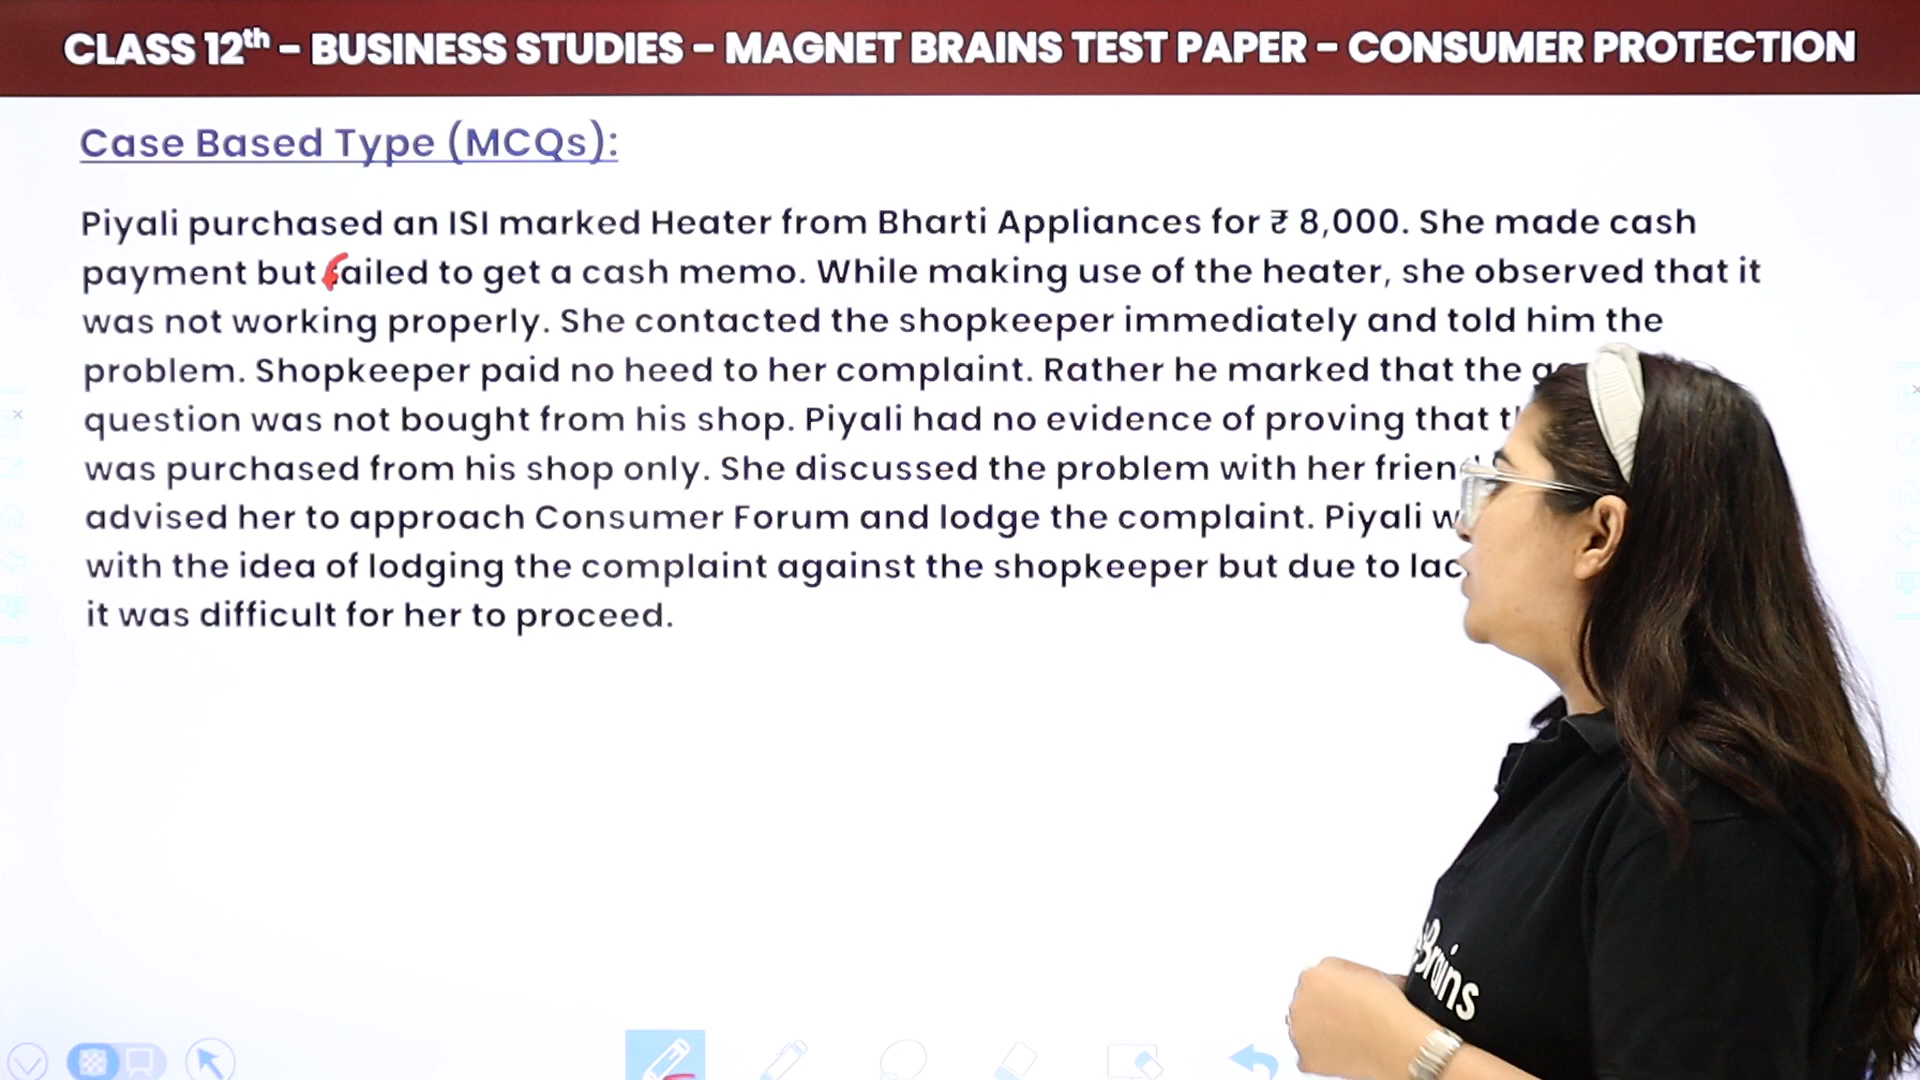 CLASS 12th – BUSINESS STUDIES – MAGNET BRAINS TEST PAPER – CONSUMER PROTECTION
Case Based Type (MCQs):
Piyali purchased an ISI marked Heater from Bharti Appliances for ₹ 8,000. She made cash
payment but failed to get a cash memo. While making use of the heater, she observed that it
was not working properly. She contacted the shopkeeper immediately and told him the
problem. Shopkeeper paid no heed to her complaint. Rather he marked that the
question was not bought from his shop. Piyali had no evidence of proving that
was purchased from his shop only. She discussed the problem with her
advised her to approach Consumer Forum and lodge the complaint. Piyali
with the idea of lodging the complaint against the shopkeeper but due to
it was difficult for her to proceed.
Brains